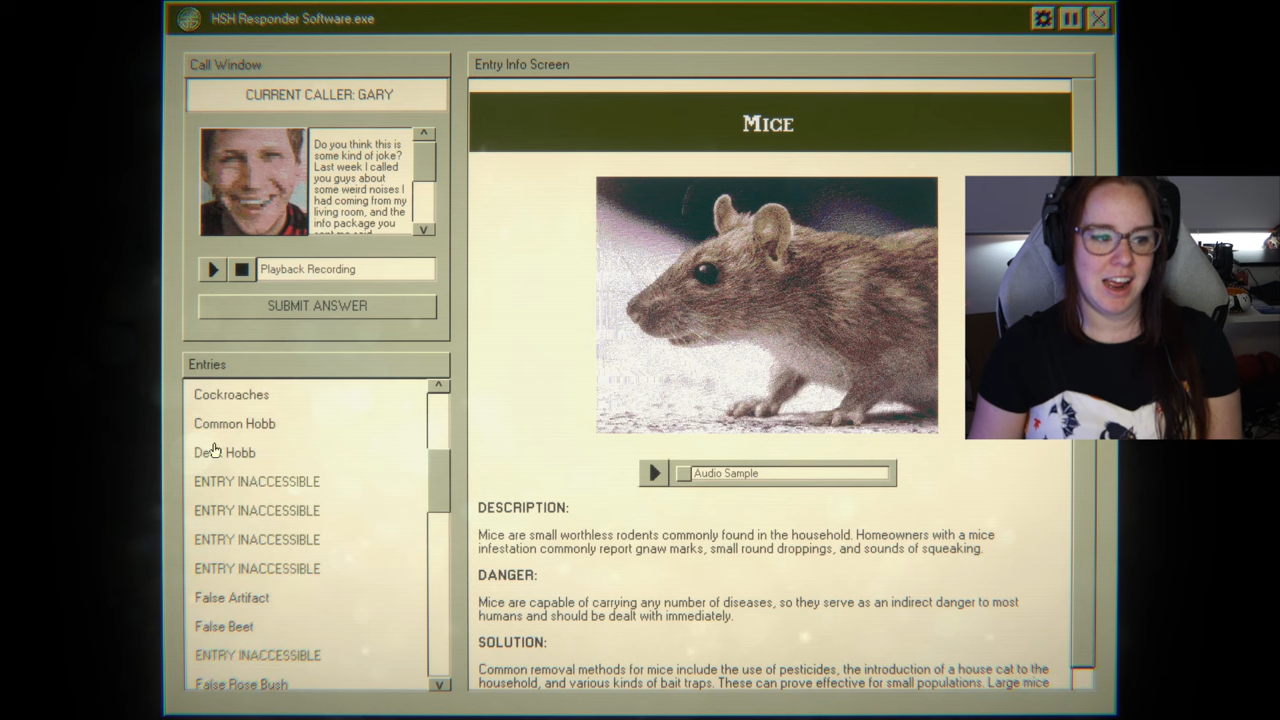 HSH Responder Software.exe
Call Window
CURRENT CALLER: GARY
Do you think this is
some kind of joke?
Last week I called
you guys about
some weird noises I
had coming from my
living room, and the
info package you
Playback Recording
SUBMIT ANSWER
Entries
Cockroaches
Common Hobb
Hobb
ENTRY INACCESSIBLE
ENTRY INACCESSIBLE
ENTRY INACCESSIBLE
ENTRY INACCESSIBLE
False Artifact
False Beet
ENTRY INACCESSIBLE
False Rose Bush
Entry Info Screen
Mice
Audio Sample
DESCRIPTION:
Mice are small worthless rodents commonly found in the household. Homeowners with a mice
infestation commonly report gnaw marks, small round droppings, and sounds of squeaking.
DANGER:
Mice are capable of carrying any number of diseases, so they serve as an indirect danger to most
humans and should be dealt with immediately.
SOLUTION:
Common removal methods for mice include the use of pesticides, the introduction of a house cat to the
household, and various kinds of bait traps. These can prove effective for small populations. Large mice